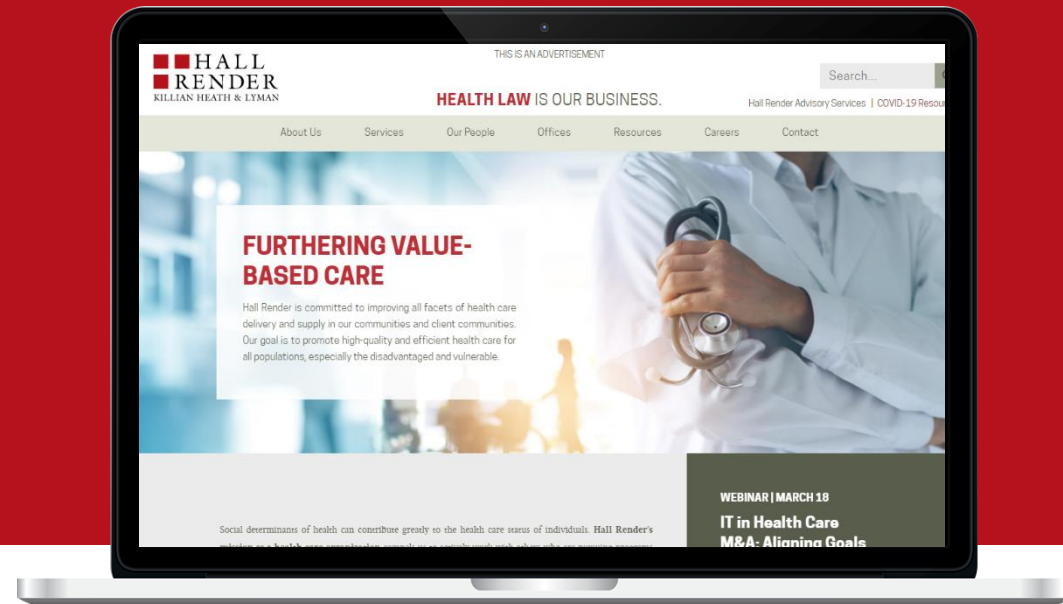 THIS IS AN ADVERTISEMENT
HALL
RENDER
KILLIAN HEATH & LYMAN
Search...
HEALTH LAW IS OUR BUSINESS.
Hall Render Advisory Services | COVID-19
About Us Services Our People Offices Resources Careers Contact
FURTHERING VALUE-
BASED CARE
Hall Render is committed to improving all facets of health care
delivery and supply in our communities and client communities.
Our goal is to promote high-quality and efficient health care for
all populations, especially the disadvantaged and vulnerable.
WEBINAR | MARCH 18
IT in Health Care
M&A: Aligning Goals
Social determinants of health can contribute greatly to the health care status of individuals. Hall Render's